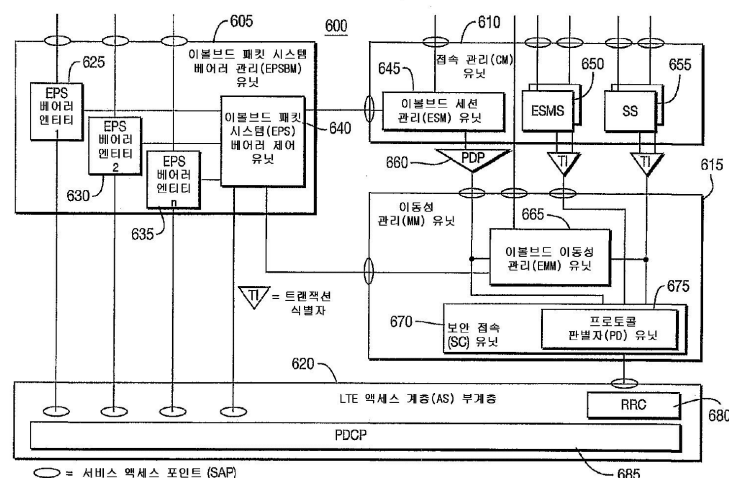 605
이볼브드 패킷 시스템
베어러 관리(EPSBM)
유닛
600
610
접속 관리(CM)
유닛
625
EPS
베어러
엔티티
1
이볼브드 패킷
시스템(EPS)
베어러 제어
유닛
640
EPS
베어러
엔티티
2
630
EPS
베어러
엔티티
n
635
645
이볼브드 세션
관리(ESM) 유닛
ESMS
650
SS
655
660
PDP
TI
TI
615
이동성
관리(MM) 유닛
665
이볼브드 이동성
관리(EMM) 유닛
TI
= 트랜잭션
식별자
670
보안 접속
(SC) 유닛
675
프로토콜
판별자(PD) 유닛
620
LTE 액세스 계층(AS) 부계층
RRC
680
PDCP
685
= 서비스 액세스 포인트(SAP)